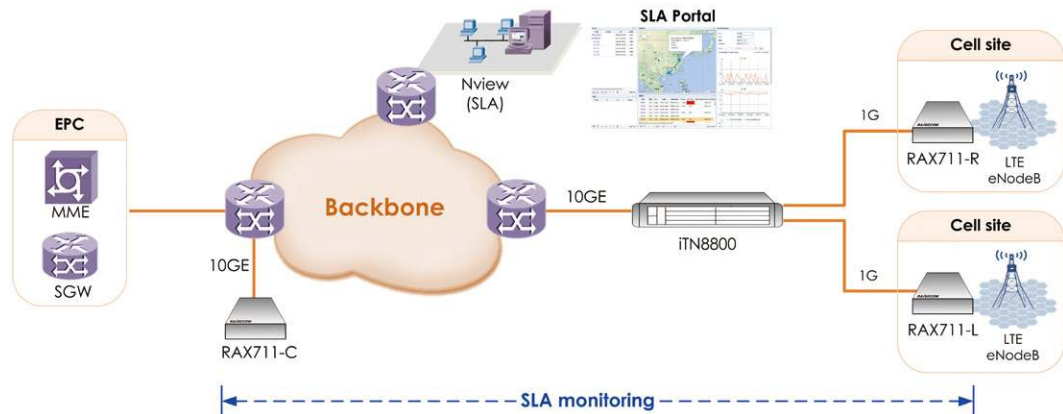 SLA Portal
Nview
(SLA)
EPC
MME
SGW
Backbone
10GE
RAX711-C
10GE
iTN8800
1G
1G
Cell site
RAX711-R
LTE
eNodeB
Cell site
RAX711-L
LTE
eNodeB
SLA monitoring